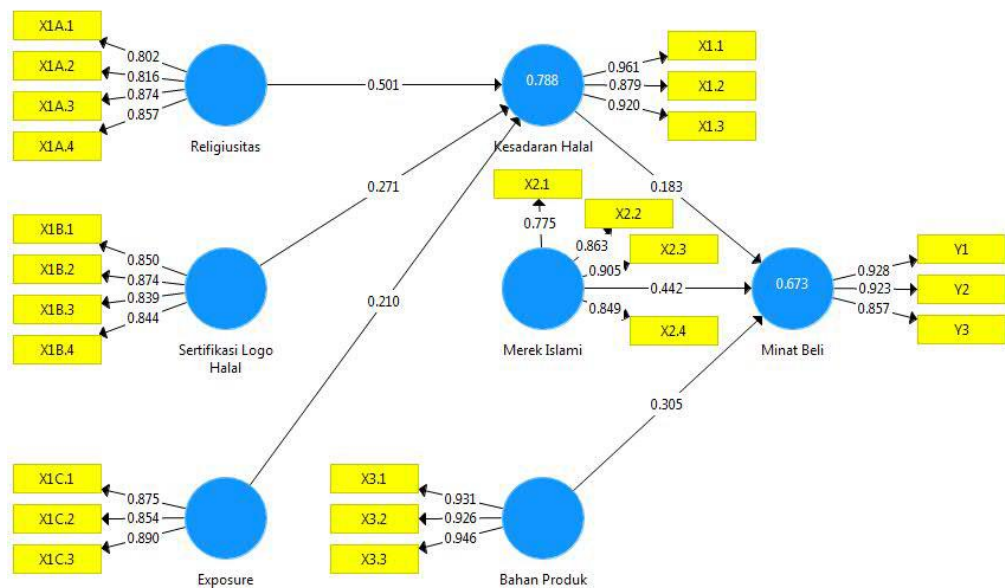 X1A.1
X1A.2
X1A.3
X1A.4
0.802
0.816
0.874
0.857
Religiusitas
0.501
0.788
Kesadaran Halal
0.961
0.879
0.920
X1.1
X1.2
X1.3
0.271
0.183
X2.1
X2.2
X2.3
X2.4
0.775
0.863
0.905
0.849
Merek Islami
0.442
X1B.1
X1B.2
X1B.3
X1B.4
0.850
0.874
0.839
0.844
Sertifikasi Logo
Halal
0.210
0.673
Minat Beli
0.928
0.923
0.857
Y1
Y2
Y3
0.305
X1C.1
X1C.2
X1C.3
0.875
0.854
0.890
Exposure
X3.1
X3.2
X3.3
0.931
0.926
0.946
Bahan Produk